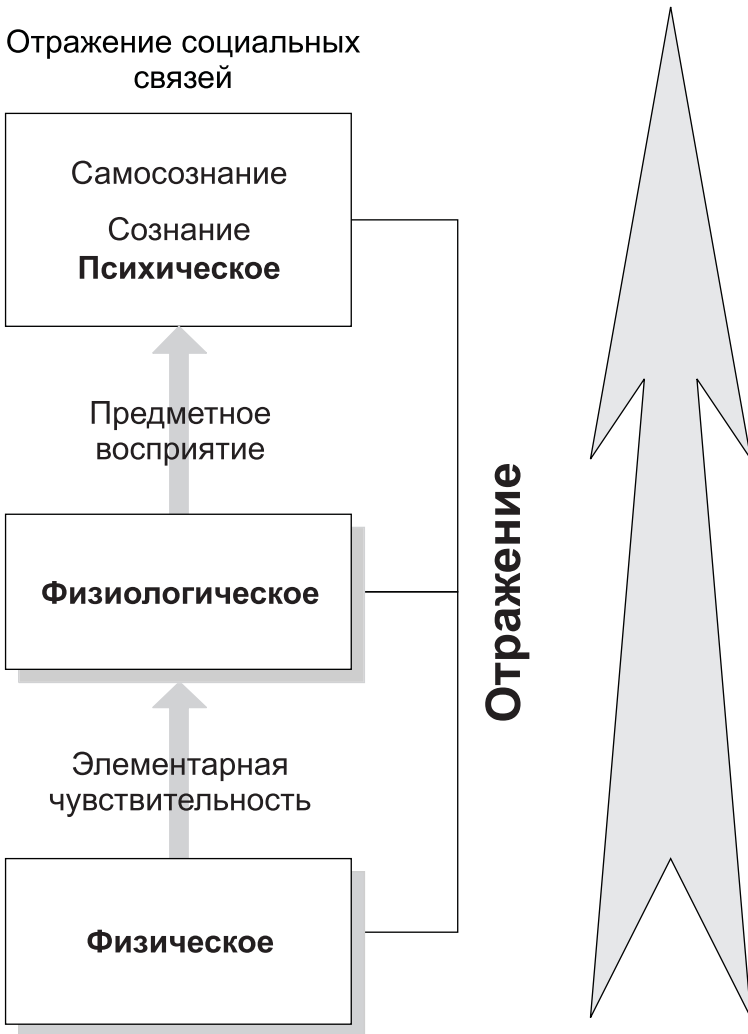 Отражение социальных
связей
Самосознание
Сознание
Психическое
Предметное
восприятие
Физиологическое
Отражение
Элементарная
чувствительность
Физическое